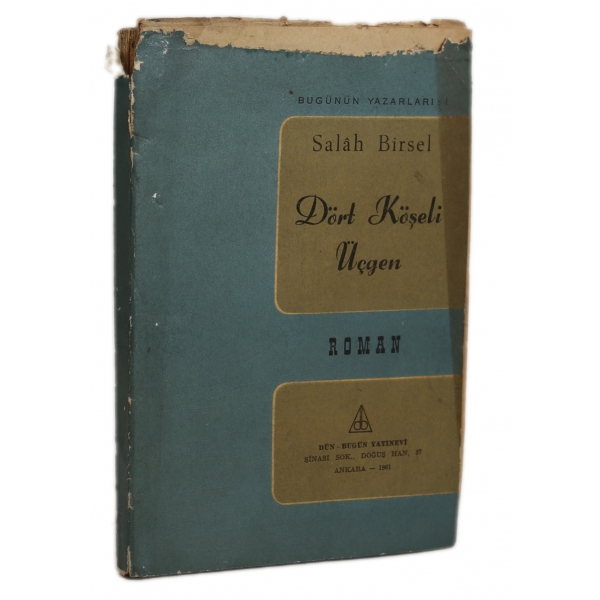 BUGÜNÜN YAZARLARI:
Salâh Birsel
Dört Köşeli
Üçgen
ROMAN
DÜN - BUGÜN YAYINEVİ
ŞİNASİ SOK. DOĞUŞ HAN, 27
ANKARA — 1961